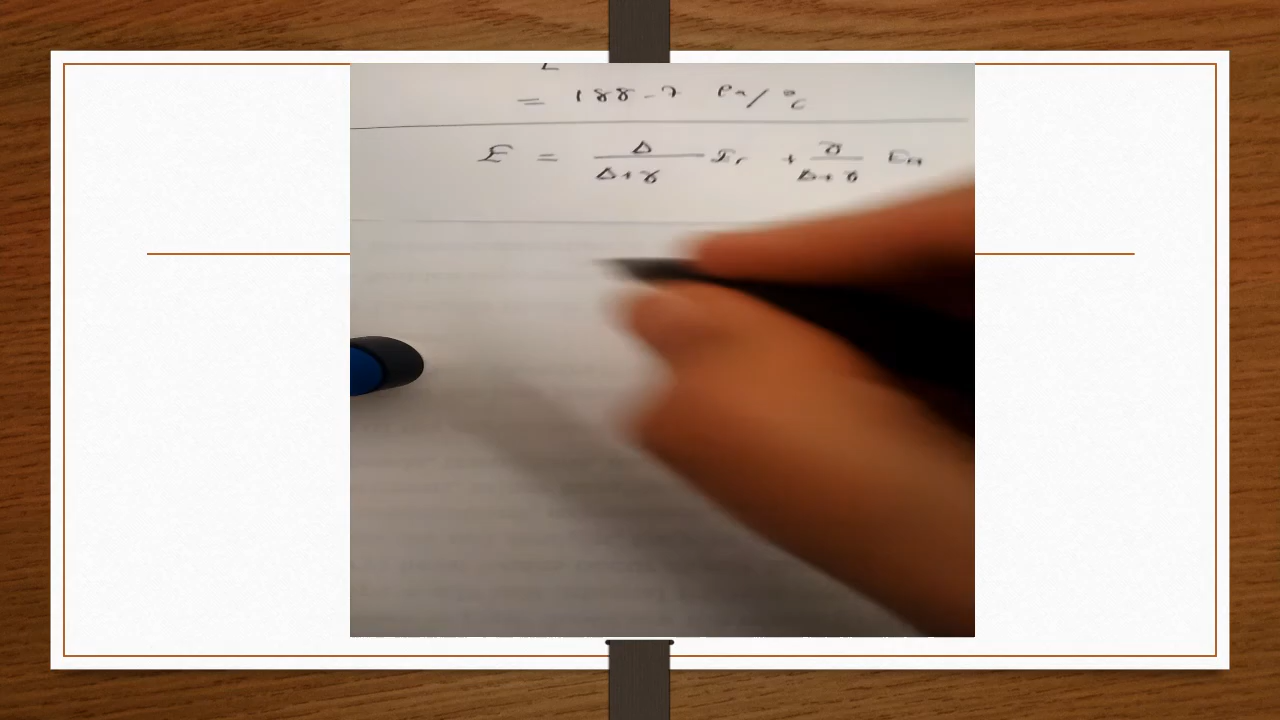 = 188.7 Pa/°C
E = Δ/(Δ+γ) Er + γ/(Δ+γ) Ea